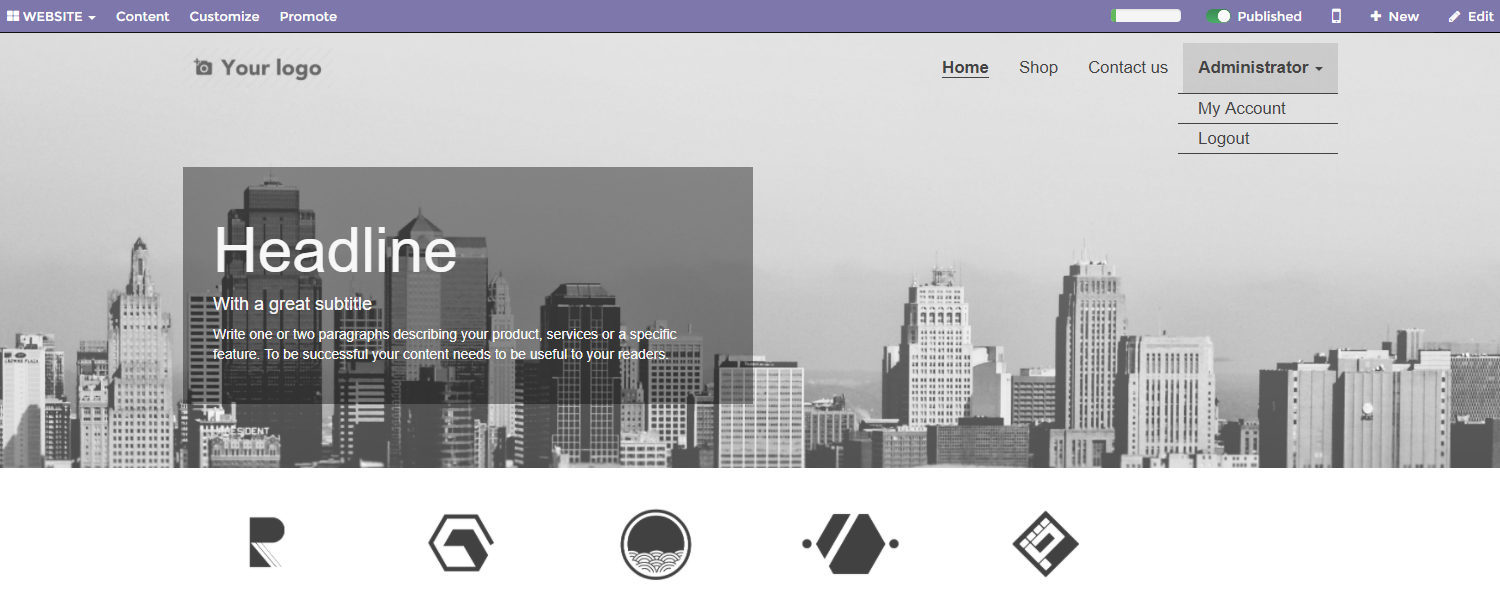 WEBSITE Content Customize Promote Published New Edit
Your logo Home Shop Contact us Administrator
My Account
Logout
Headline
With a great subtitle
Write one or two paragraphs describing your product, services or a specific
feature. To be successful your content needs to be useful to your readers.